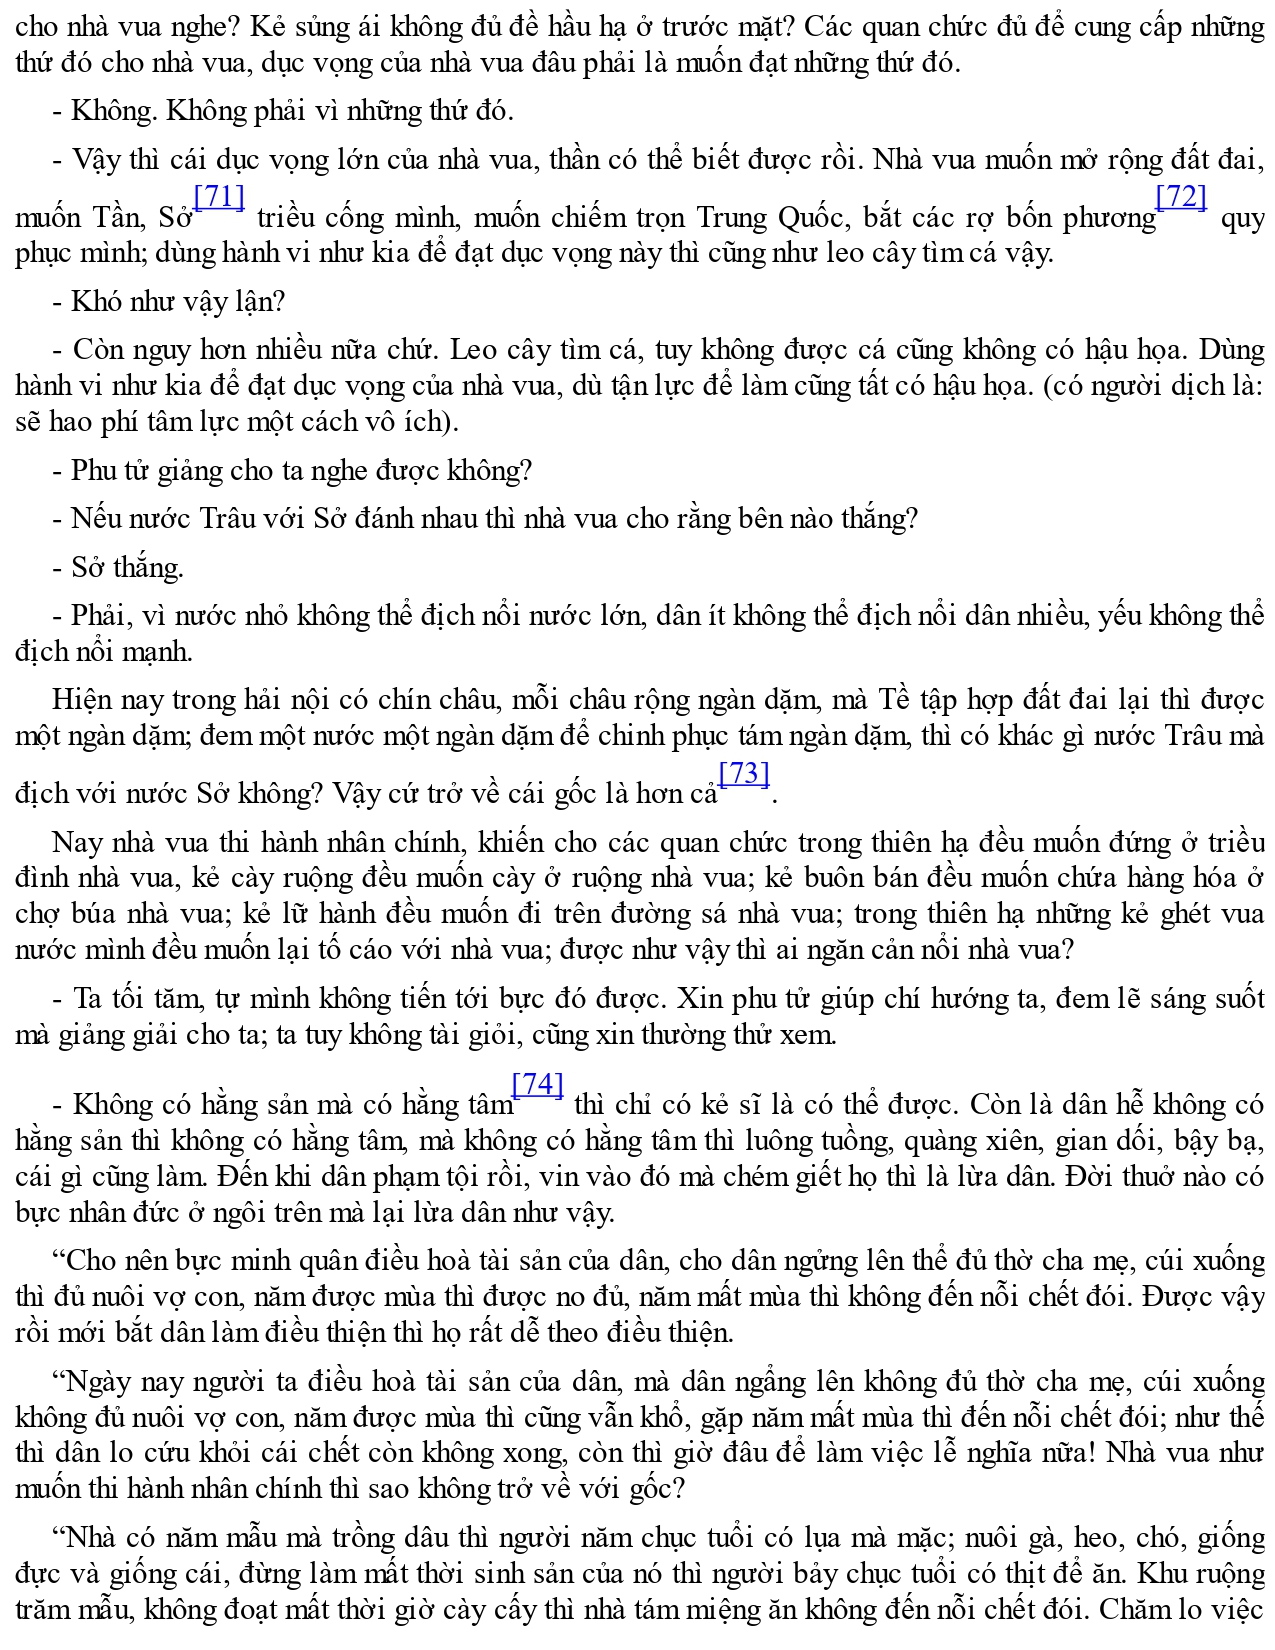 cho nhà vua nghe? Kẻ sủng ái không đủ đề hầu hạ ở trước mặt? Các quan chức đủ để cung cấp những
thứ đó cho nhà vua, dục vọng của nhà vua đâu phải là muốn đạt những thứ đó.
- Không. Không phải vì những thứ đó.
- Vậy thì cái dục vọng lớn của nhà vua, thần có thể biết được rồi. Nhà vua muốn mở rộng đất đai,
muốn Tần, Sở[71] triều cống mình, muốn chiếm trọn Trung Quốc, bắt các rợ bốn phương[72] quy
phục mình; dùng hành vi như kia để đạt dục vọng này thì cũng như leo cây tìm cá vậy.
- Khó như vậy lận?
- Còn nguy hơn nhiều nữa chứ. Leo cây tìm cá, tuy không được cá cũng không có hậu họa. Dùng
hành vi như kia để đạt dục vọng của nhà vua, dù tận lực để làm cũng tất có hậu họa. (có người dịch là:
sẽ hao phí tâm lực một cách vô ích).
- Phu tử giảng cho ta nghe được không?
- Nếu nước Trâu với Sở đánh nhau thì nhà vua cho rằng bên nào thắng?
- Sở thắng.
- Phải, vì nước nhỏ không thể địch nổi nước lớn, dân ít không thể địch nổi dân nhiều, yếu không thể
địch nổi mạnh.
Hiện nay trong hải nội có chín châu, mỗi châu rộng ngàn dặm, mà Tề tập hợp đất đai lại thì được
một ngàn dặm; đem một nước một ngàn dặm để chinh phục tám ngàn dặm, thì có khác gì nước Trâu mà
địch với nước Sở không? Vậy cứ trở về cái gốc là hơn cả[73].
Nay nhà vua thi hành nhân chính, khiến cho các quan chức trong thiên hạ đều muốn đứng ở triều
đình nhà vua, kẻ cày ruộng đều muốn cày ở ruộng nhà vua; kẻ buôn bán đều muốn chứa hàng hóa ở
chợ búa nhà vua; kẻ lữ hành đều muốn đi trên đường sá nhà vua; trong thiên hạ những kẻ ghét vua
nước mình đều muốn lại tố cáo với nhà vua; được như vậy thì ai ngăn cản nổi nhà vua?
- Ta tối tăm, tự mình không tiến tới bực đó được. Xin phu tử giúp chí hướng ta, đem lẽ sáng suốt
mà giảng giải cho ta; ta tuy không tài giỏi, cũng xin thường thử xem.
- Không có hằng sản mà có hằng tâm[74] thì chỉ có kẻ sĩ là có thể được. Còn là dân hễ không có
hằng sản thì không có hằng tâm, mà không có hằng tâm thì luông tuồng, quàng xiên, gian dối, bậy bạ,
cái gì cũng làm. Đến khi dân phạm tội rồi, vin vào đó mà chém giết họ thì là lừa dân. Đời thuở nào có
bực nhân đức ở ngôi trên mà lại lừa dân như vậy.
“Cho nên bực minh quân điều hoà tài sản của dân, cho dân ngửng lên thể đủ thờ cha mẹ, cúi xuống
thì đủ nuôi vợ con, năm được mùa thì được no đủ, năm mất mùa thì không đến nỗi chết đói. Được vậy
rồi mới bắt dân làm điều thiện thì họ rất dễ theo điều thiện.
“Ngày nay người ta điều hoà tài sản của dân, mà dân ngẩng lên không đủ thờ cha mẹ, cúi xuống
không đủ nuôi vợ con, năm được mùa thì cũng vẫn khổ, gặp năm mất mùa thì đến nỗi chết đói; như thế
thì dân lo cứu khỏi cái chết còn không xong, còn thì giờ đâu để làm việc lễ nghĩa nữa! Nhà vua như
muốn thi hành nhân chính thì sao không trở về với gốc?
“Nhà có năm mẫu mà trồng dâu thì người năm chục tuổi có lụa mà mặc; nuôi gà, heo, chó, giống
đực và giống cái, đừng làm mất thời sinh sản của nó thì người bảy chục tuổi có thịt để ăn. Khu ruộng
trăm mẫu, không đoạt mất thời giờ cày cấy thì nhà tám miệng ăn không đến nỗi chết đói. Chăm lo việc